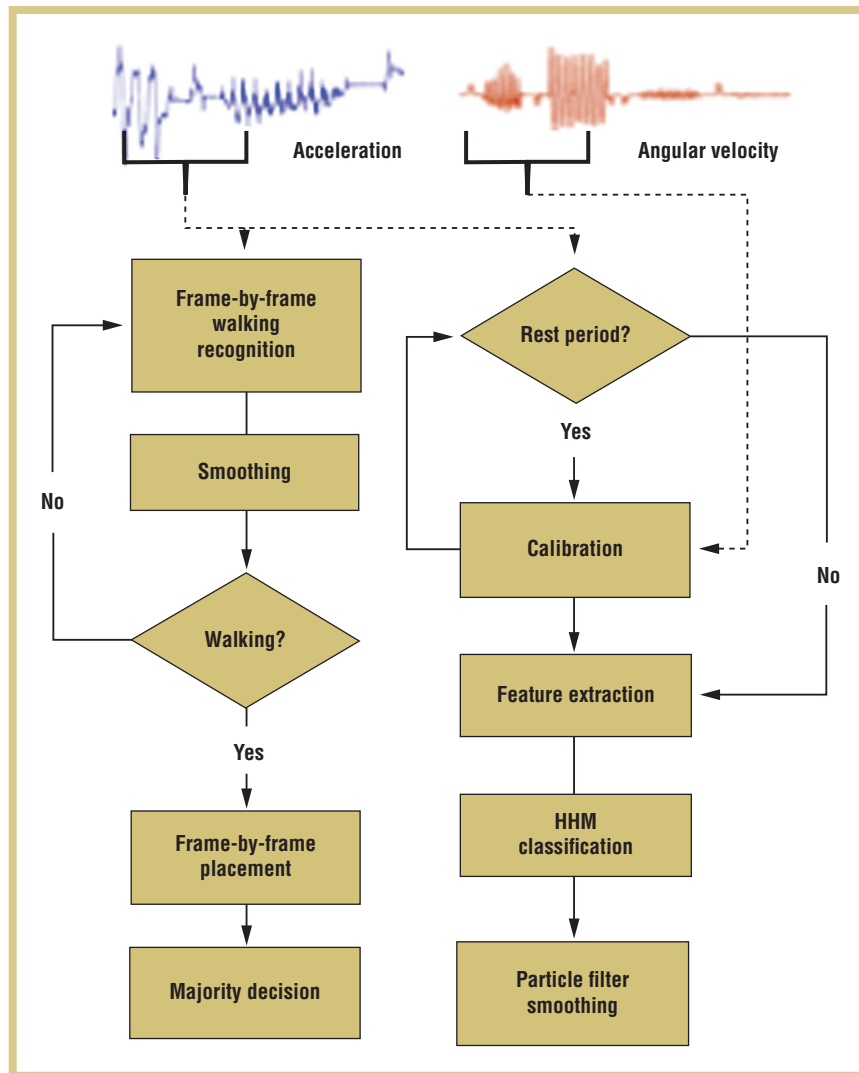 Acceleration
Angular velocity
Frame-by-frame
walking
recognition
Smoothing
No
Walking?
Yes
Frame-by-frame
placement
Majority decision
Rest period?
Yes
Calibration
No
Feature extraction
HHM
classification
Particle filter
smoothing